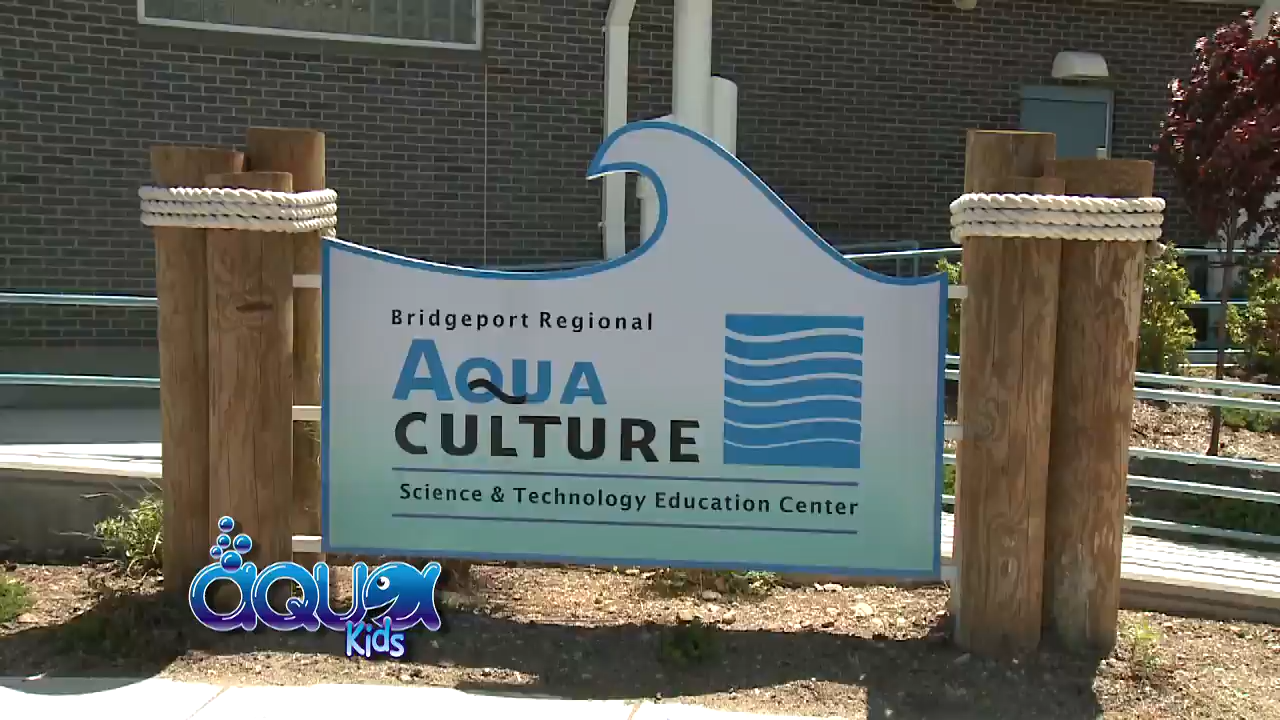 Bridgeport Regional
AQUA
CULTURE
Science & Technology Education Center
aqua
Kids